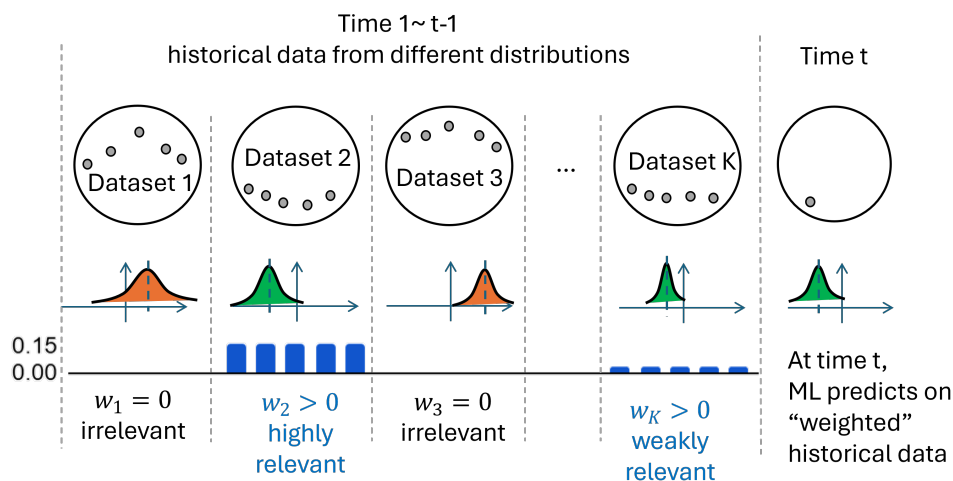 Time 1~ t-1
historical data from different distributions
Time t
Dataset 1
Dataset 2
Dataset 3
...
Dataset K
0.15
0.00
w₁ = 0
irrelevant
w₂ > 0
highly
relevant
w₃ = 0
irrelevant
w_K > 0
weakly
relevant
At time t,
ML predicts on
“weighted”
historical data